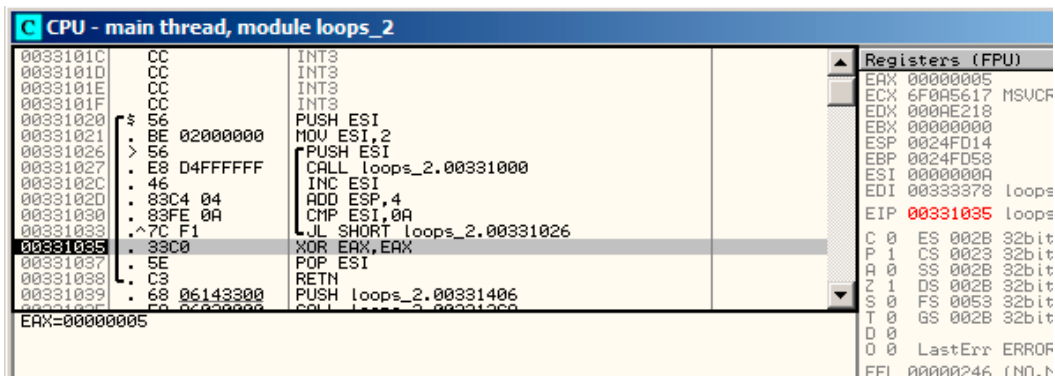 C CPU - main thread, module loops_2
0033101C CC INT3
0033101D CC INT3
0033101E CC INT3
0033101F CC INT3
00331020 $ 56 PUSH ESI
00331021 . BE 02000000 MOV ESI,2
00331026 > 56 PUSH ESI
00331027 . E8 D4FFFFFF CALL loops_2.00331000
0033102C . 46 INC ESI
0033102D . 83C4 04 ADD ESP,4
00331030 . 83FE 0A CMP ESI,0A
00331033 .^7C F1 JL SHORT loops_2.00331026
00331035 . 33C0 XOR EAX,EAX
00331037 . 5E POP ESI
00331038 . C3 RETN
00331039 . 68 06143300 PUSH loops_2.00331406
EAX=00000005
Registers (FPU)
EAX 00000005
ECX 6F0A5617 MSVCR
EDX 000AE218
EBX 00000000
ESP 0024FD14
EBP 0024FD58
ESI 0000000A
EDI 00333378 loops
EIP 00331035 loops
C 0 ES 002B 32bit
P 1 CS 0023 32bit
A 0 SS 002B 32bit
Z 1 DS 002B 32bit
S 0 FS 0053 32bit
T 0 GS 002B 32bit
D 0
O 0 LastErr ERROR
EFL 00000246 (NO,N